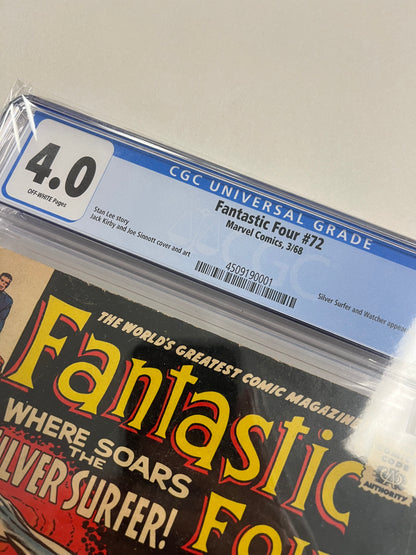 4.0
OFF-WHITE Pages
CGC UNIVERSAL GRADE
Fantastic Four #72
Marvel Comics, 3/68
Stan Lee story
Jack Kirby and Joe Sinnott cover and art
4509190001
Silver Surfer and Watcher
CGC
THE WORLD'S GREATEST COMIC MAGAZINE
Fantastic
Four
WHERE SOARS
THE
SILVER SURFER!
CODE
AUTHORITY